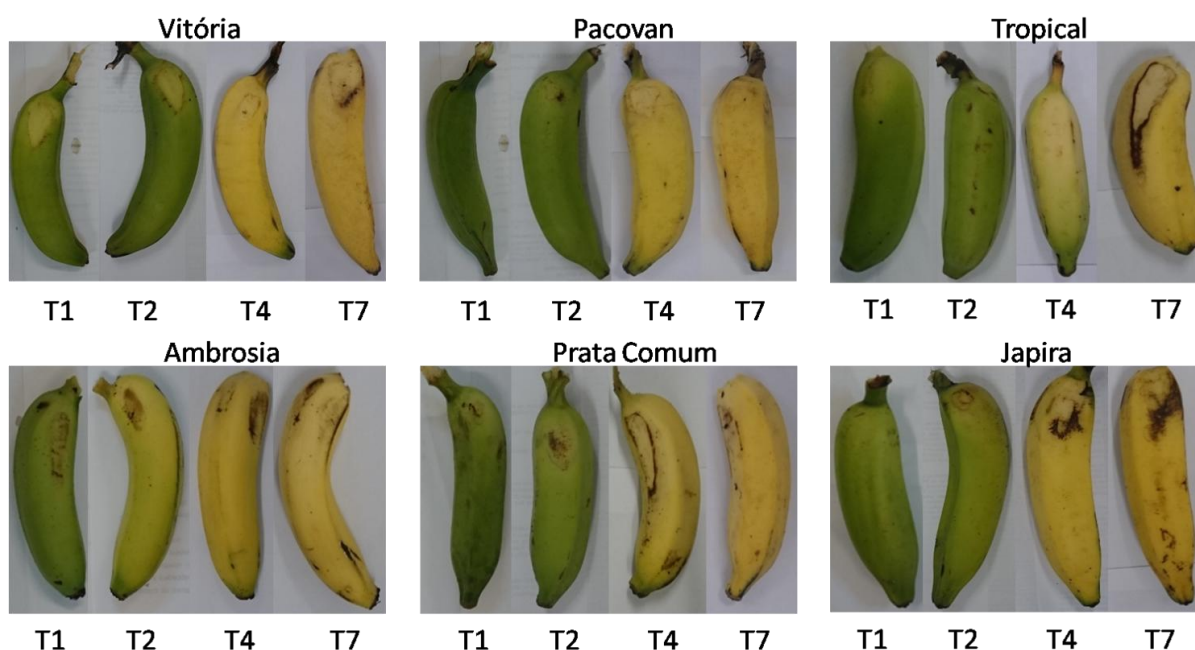 Vitória
Pacovan
Tropical
T1 T2 T4 T7
T1 T2 T4 T7
T1 T2 T4 T7
Ambrosia
Prata Comum
Japira
T1 T2 T4 T7
T1 T2 T4 T7
T1 T2 T4 T7